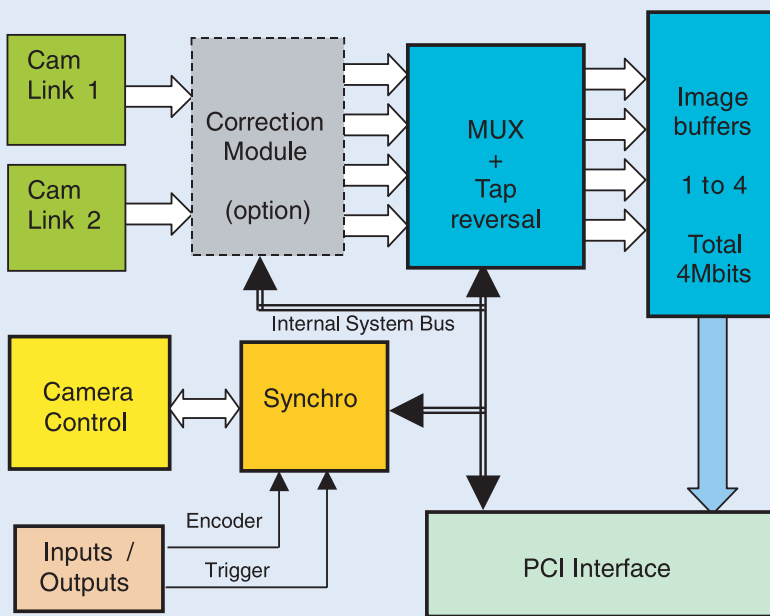 Cam
Link 1
Cam
Link 2
Correction
Module
(option)
MUX
+
Tap
reversal
Image
buffers
1 to 4
Total
4Mbits
Internal System Bus
Camera
Control
Synchro
Encoder
Trigger
Inputs /
Outputs
PCI Interface